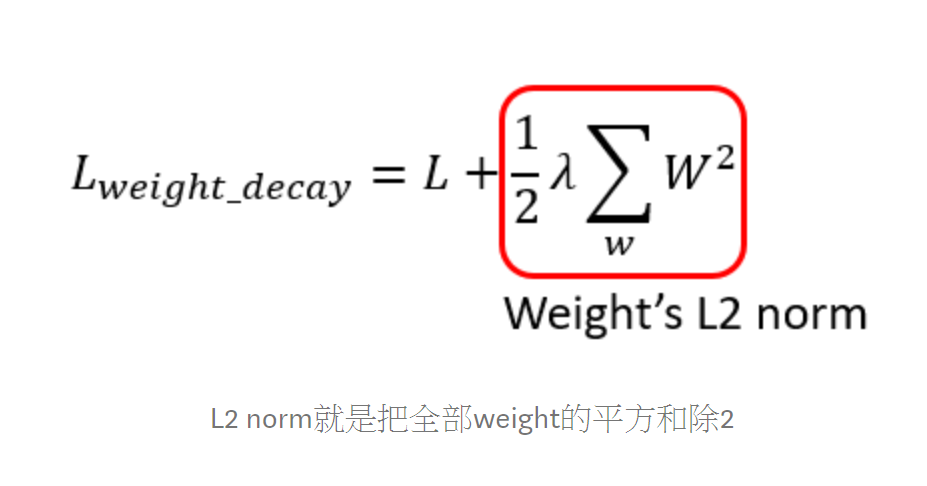 L_{weight\_decay} = L + \frac{1}{2} λ \sum_{w} W^2
Weight's L2 norm
L2 norm就是把全部weight的平方和除2